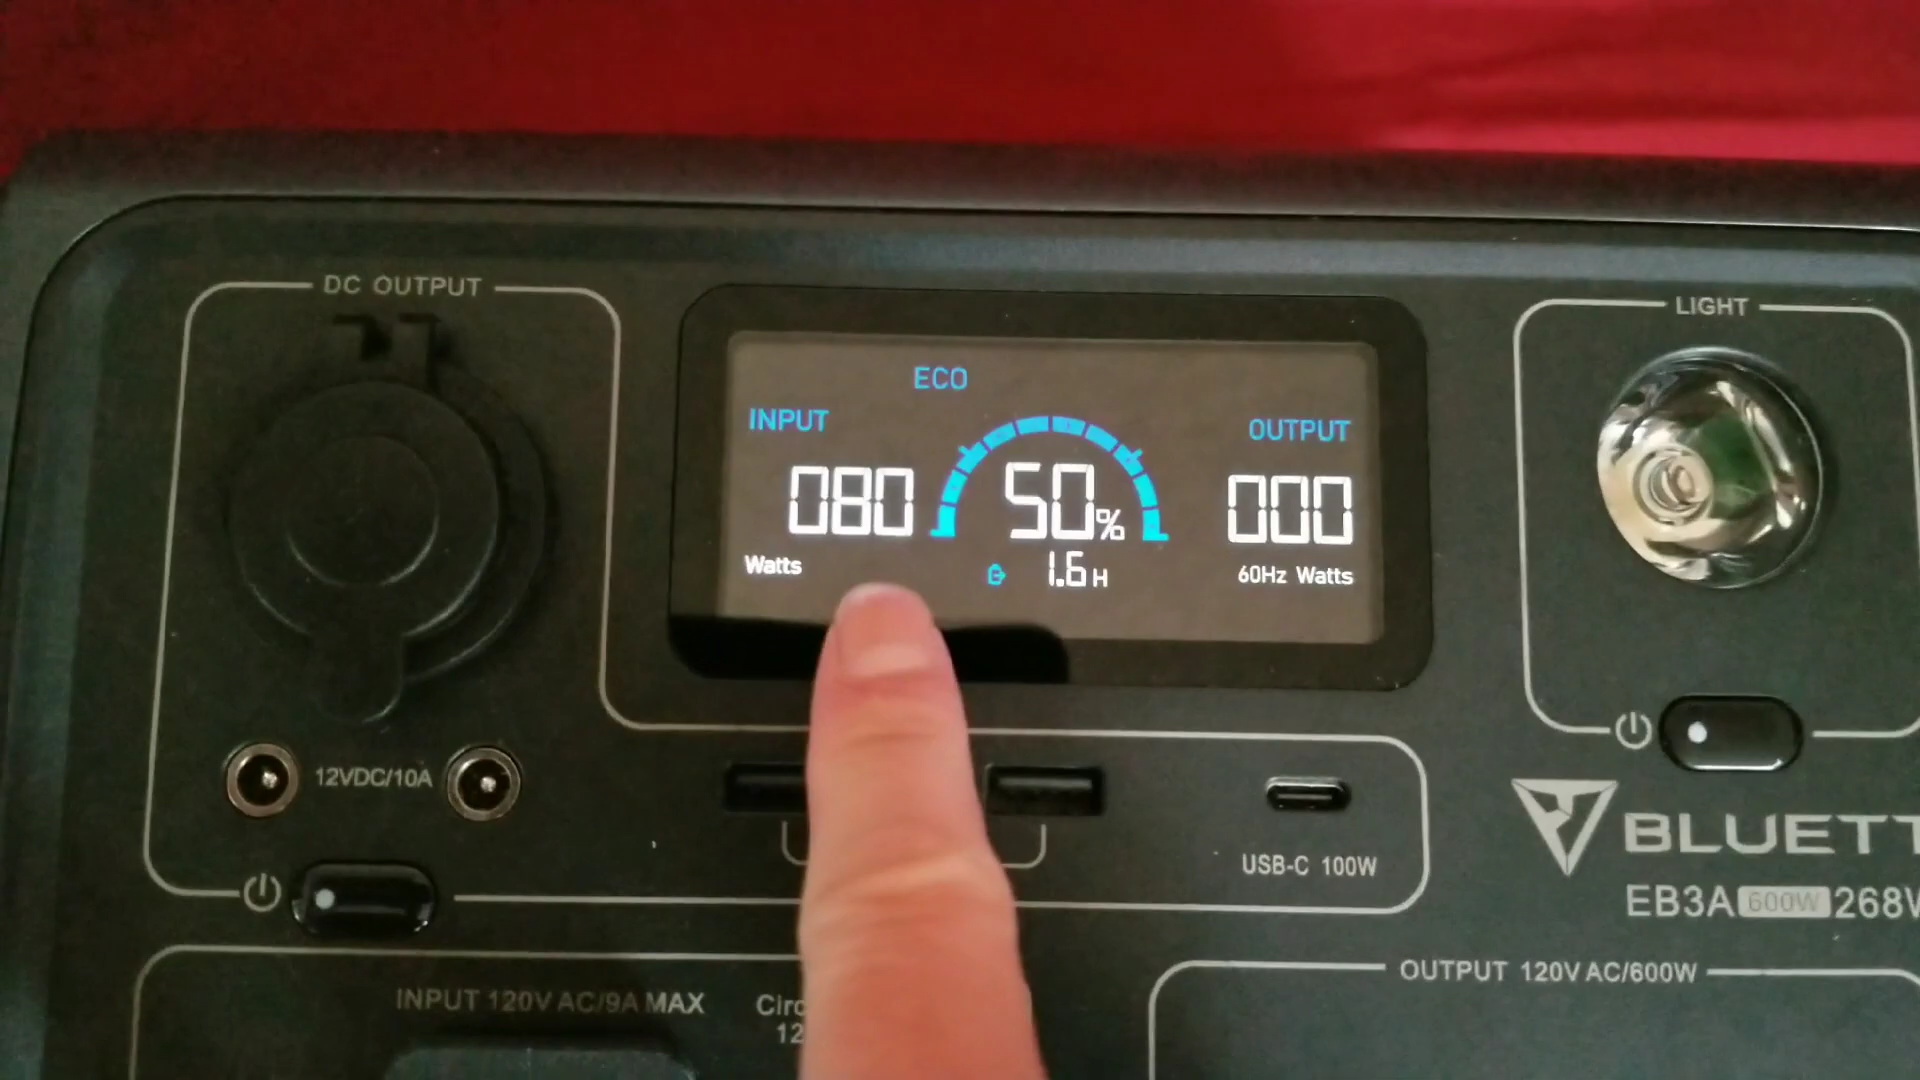 DC OUTPUT
LIGHT
ECO
INPUT
OUTPUT
080
50%
000
Watts
1.6 H
60Hz Watts
12VDC/10A
USB-C 100W
BLUETT
EB3A 600W 268W
OUTPUT 120V AC/600W
INPUT 120V AC/9A MAX
Circ
12